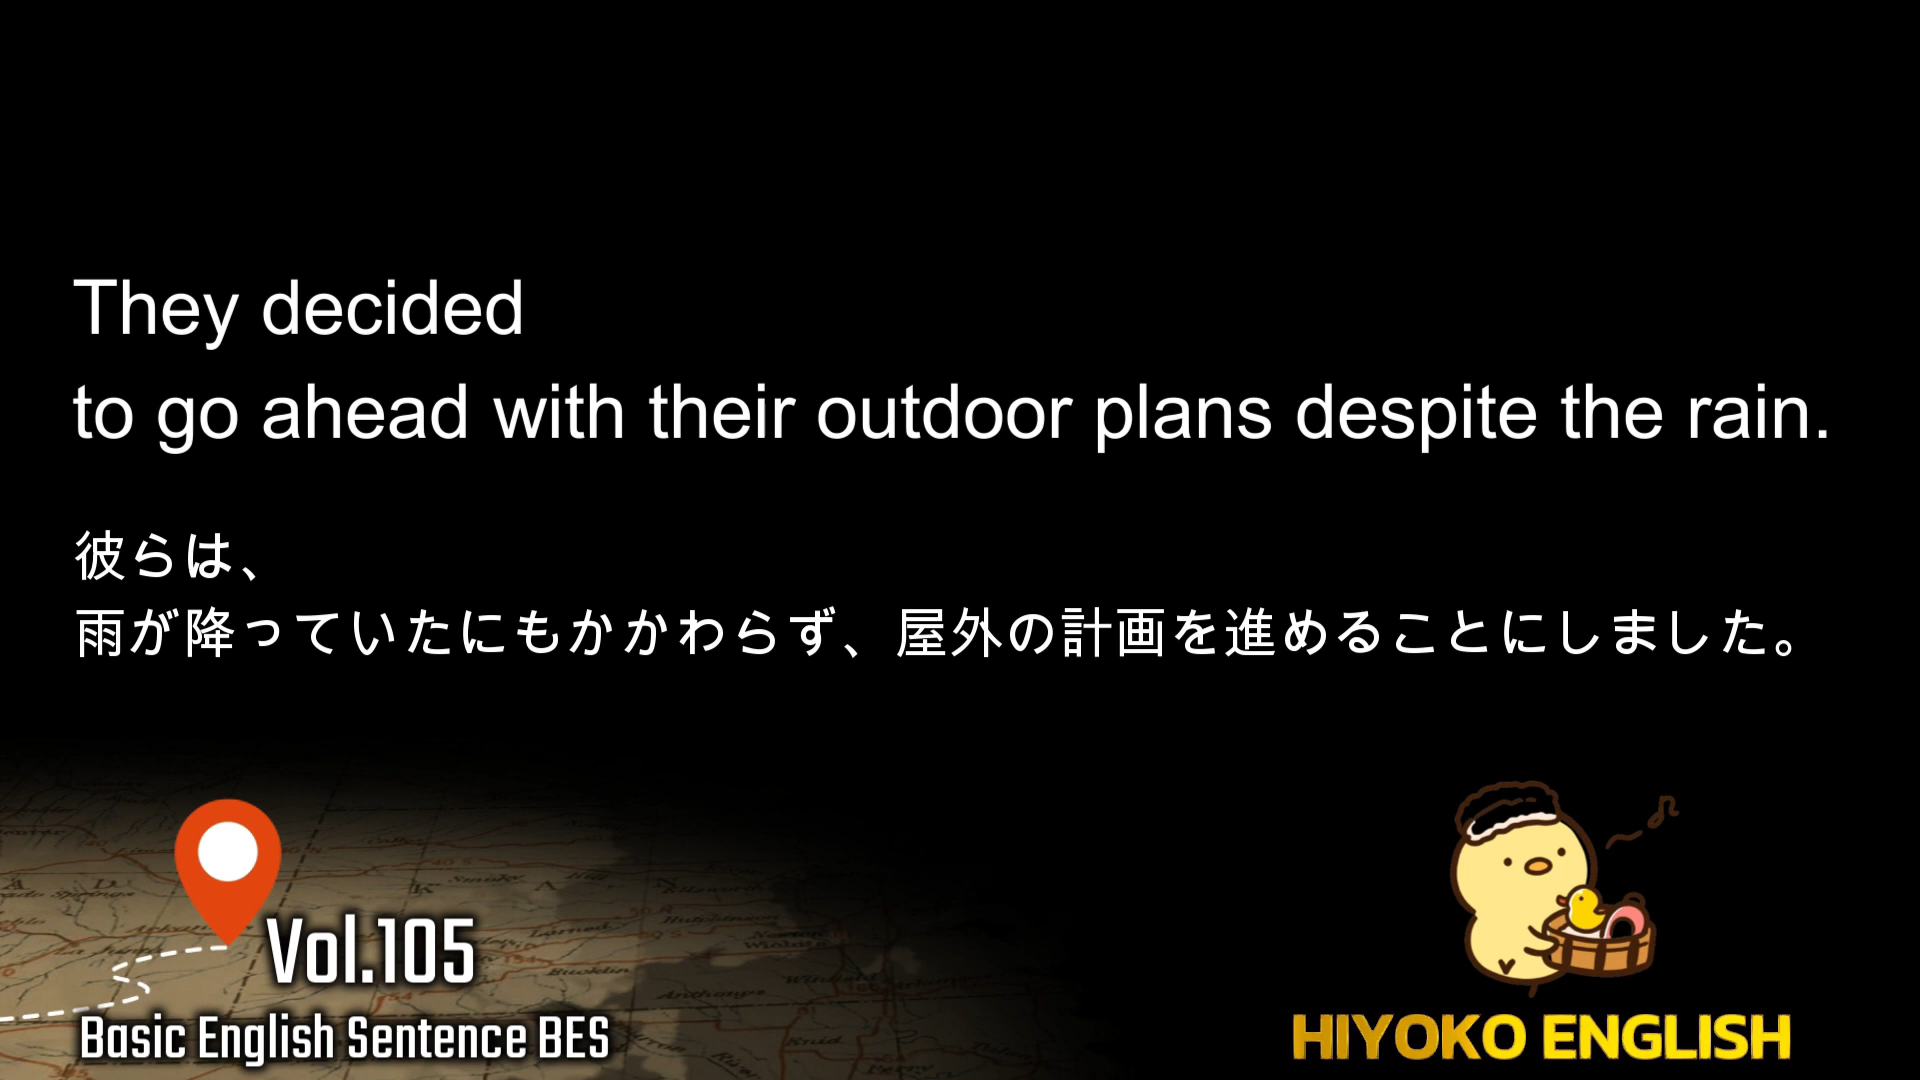 They decided
to go ahead with their outdoor plans despite the rain.
彼らは、
雨が降っていたにもかかわらず、屋外の計画を進めることにしました。
Vol.105
Basic English Sentence BES
HIYOKO ENGLISH